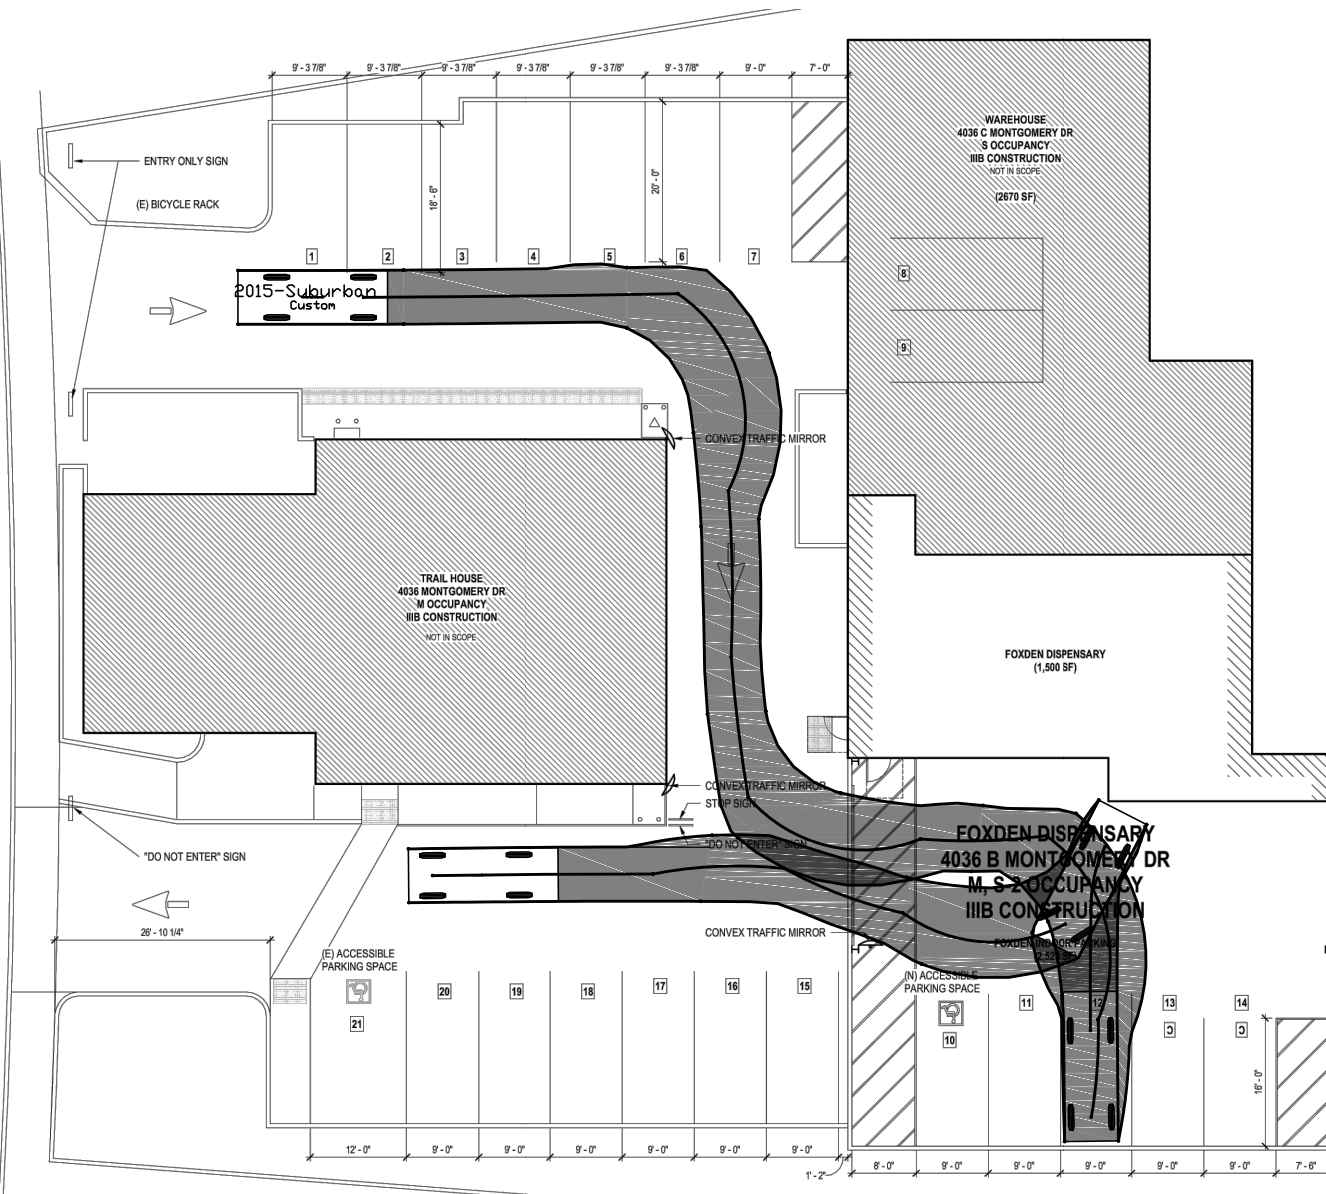 9' - 3 7/8" 9' - 3 7/8" 9' - 3 7/8" 9' - 3 7/8" 9' - 3 7/8" 9' - 3 7/8" 9' - 0" 7' - 0"
WAREHOUSE
4036 C MONTGOMERY DR
S OCCUPANCY
IIIB CONSTRUCTION
NOT IN SCOPE
(2670 SF)
ENTRY ONLY SIGN
(E) BICYCLE RACK
18' - 6"
20' - 0"
1 2 3 4 5 6 7
8
9
2015-Suburban
Custom
CONVEX TRAFFIC MIRROR
TRAIL HOUSE
4036 MONTGOMERY DR
M OCCUPANCY
IIIB CONSTRUCTION
NOT IN SCOPE
FOXDEN DISPENSARY
(1,500 SF)
CONVEX TRAFFIC MIRROR
STOP SIGN
"DO NOT ENTER" SIGN
"DO NOT ENTER" SIGN
FOXDEN DISPENSARY
4036 B MONTGOMERY DR
M, S-2 OCCUPANCY
IIIB CONSTRUCTION
FOXDEN INDOOR PARKING
CONVEX TRAFFIC MIRROR
26' - 10 1/4"
(E) ACCESSIBLE
PARKING SPACE
(N) ACCESSIBLE
PARKING SPACE
21 20 19 18 17 16 15
10 11 12 13 14
C C
16' - 0"
12' - 0" 9' - 0" 9' - 0" 9' - 0" 9' - 0" 9' - 0" 9' - 0"
1' - 2"
8' - 0" 9' - 0" 9' - 0" 9' - 0" 9' - 0" 9' - 0" 7' - 6"